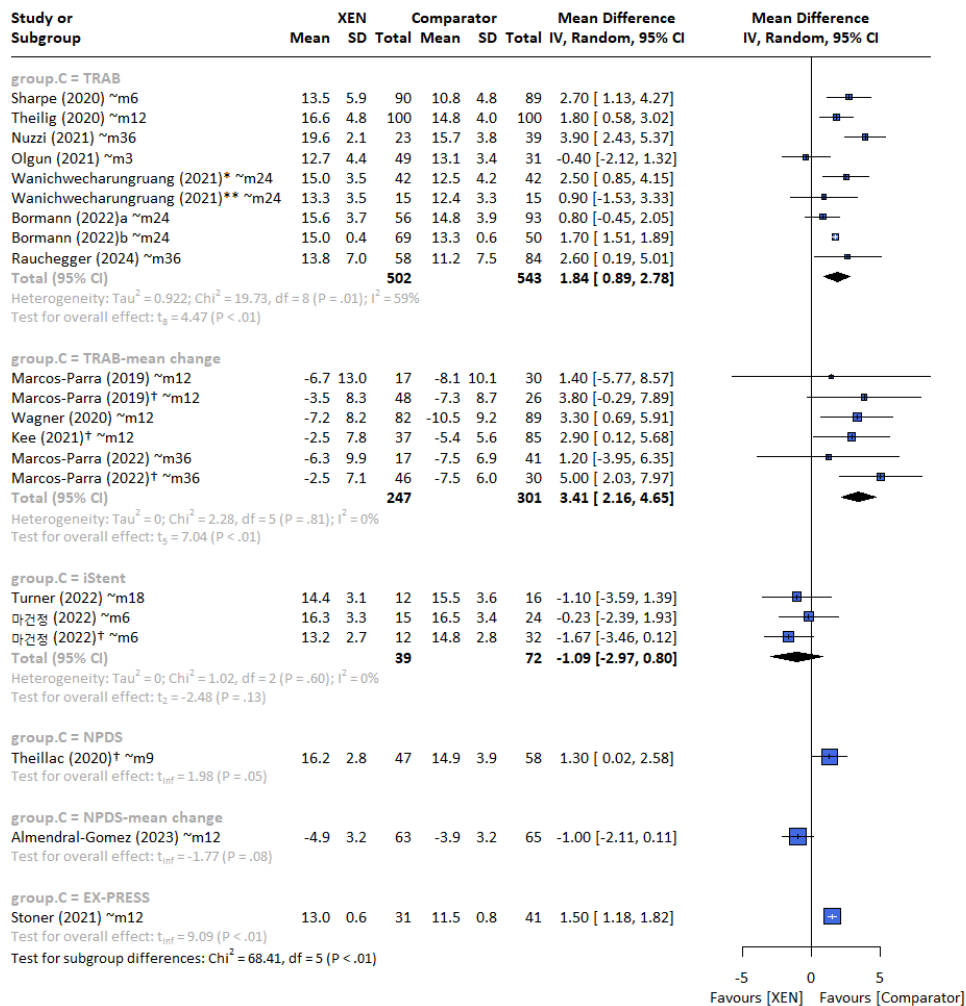 Study or XEN Comparator Mean Difference Mean Difference
Subgroup Mean SD Total Mean SD Total IV, Random, 95% CI IV, Random, 95% CI
group.C = TRAB
Sharpe (2020) ~m6 13.5 5.9 90 10.8 4.8 89 2.70 [ 1.13, 4.27]
Theilig (2020) ~m12 16.6 4.8 100 14.8 4.0 100 1.80 [ 0.58, 3.02]
Nuzzi (2021) ~m36 19.6 2.1 23 15.7 3.8 39 3.90 [ 2.43, 5.37]
Olgun (2021) ~m3 12.7 4.4 49 13.1 3.4 31 -0.40 [-2.12, 1.32]
Wanichwecharungruang (2021)* ~m24 15.0 3.5 42 12.5 4.2 42 2.50 [ 0.85, 4.15]
Wanichwecharungruang (2021)** ~m24 13.3 3.5 15 12.4 3.3 15 0.90 [-1.53, 3.33]
Bormann (2022)a ~m24 15.6 3.7 56 14.8 3.9 93 0.80 [-0.45, 2.05]
Bormann (2022)b ~m24 15.0 0.4 69 13.3 0.6 50 1.70 [ 1.51, 1.89]
Rauchegger (2024) ~m36 13.8 7.0 58 11.2 7.5 84 2.60 [ 0.19, 5.01]
Total (95% CI) 502 543 1.84 [ 0.89, 2.78]
Heterogeneity: Tau² = 0.922; Chi² = 19.73, df = 8 (P = .01); I² = 59%
Test for overall effect: t₈ = 4.47 (P < .01)
group.C = TRAB-mean change
Marcos-Parra (2019) ~m12 -6.7 13.0 17 -8.1 10.1 30 1.40 [-5.77, 8.57]
Marcos-Parra (2019)† ~m12 -3.5 8.3 48 -7.3 8.7 26 3.80 [-0.29, 7.89]
Wagner (2020) ~m12 -7.2 8.2 82 -10.5 9.2 89 3.30 [ 0.69, 5.91]
Kee (2021)† ~m12 -2.5 7.8 37 -5.4 5.6 85 2.90 [ 0.12, 5.68]
Marcos-Parra (2022) ~m36 -6.3 9.9 17 -7.5 6.9 41 1.20 [-3.95, 6.35]
Marcos-Parra (2022)† ~m36 -2.5 7.1 46 -7.5 6.0 30 5.00 [ 2.03, 7.97]
Total (95% CI) 247 301 3.41 [ 2.16, 4.65]
Heterogeneity: Tau² = 0; Chi² = 2.28, df = 5 (P = .81); I² = 0%
Test for overall effect: t₅ = 7.04 (P < .01)
group.C = iStent
Turner (2022) ~m18 14.4 3.1 12 15.5 3.6 16 -1.10 [-3.59, 1.39]
마건정 (2022) ~m6 16.3 3.3 15 16.5 3.4 24 -0.23 [-2.39, 1.93]
마건정 (2022)† ~m6 13.2 2.7 12 14.8 2.8 32 -1.67 [-3.46, 0.12]
Total (95% CI) 39 72 -1.09 [-2.97, 0.80]
Heterogeneity: Tau² = 0; Chi² = 1.02, df = 2 (P = .60); I² = 0%
Test for overall effect: t₂ = -2.48 (P = .13)
group.C = NPDS
Theillac (2020)† ~m9 16.2 2.8 47 14.9 3.9 58 1.30 [ 0.02, 2.58]
Test for overall effect: t_inf = 1.98 (P = .05)
group.C = NPDS-mean change
Almendral-Gomez (2023) ~m12 -4.9 3.2 63 -3.9 3.2 65 -1.00 [-2.11, 0.11]
Test for overall effect: t_inf = -1.77 (P = .08)
group.C = EX-PRESS
Stoner (2021) ~m12 13.0 0.6 31 11.5 0.8 41 1.50 [ 1.18, 1.82]
Test for overall effect: t_inf = 9.09 (P < .01)
Test for subgroup differences: Chi² = 68.41, df = 5 (P < .01)
-5 0 5
Favours [XEN] Favours [Comparator]